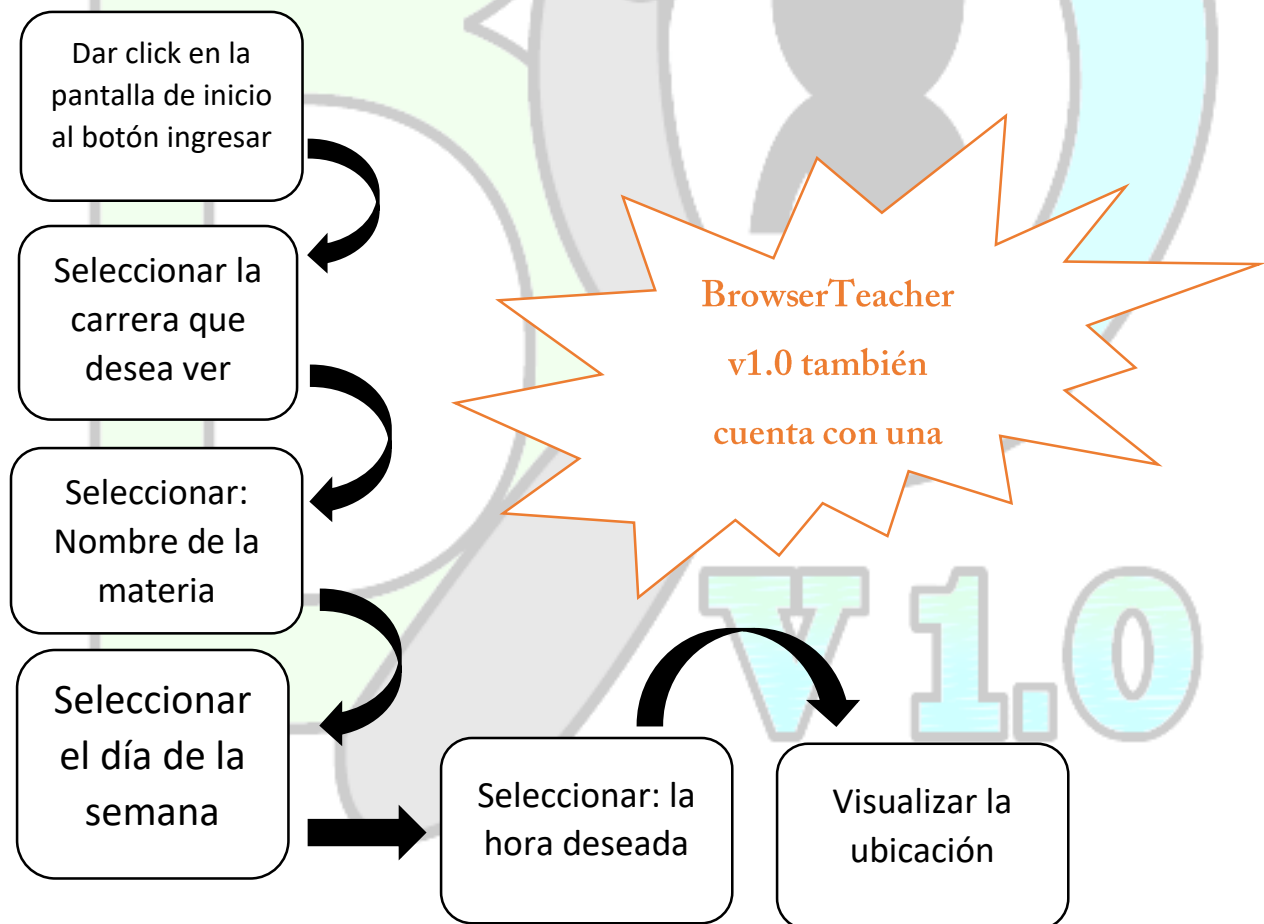 Dar click en la
pantalla de inicio
al botón ingresar
Seleccionar la
carrera que
desea ver
Seleccionar:
Nombre de la
materia
Seleccionar
el día de la
semana
Seleccionar: la
hora deseada
Visualizar la
ubicación
BrowserTeacher
v1.0 también
cuenta con una
V 1.0